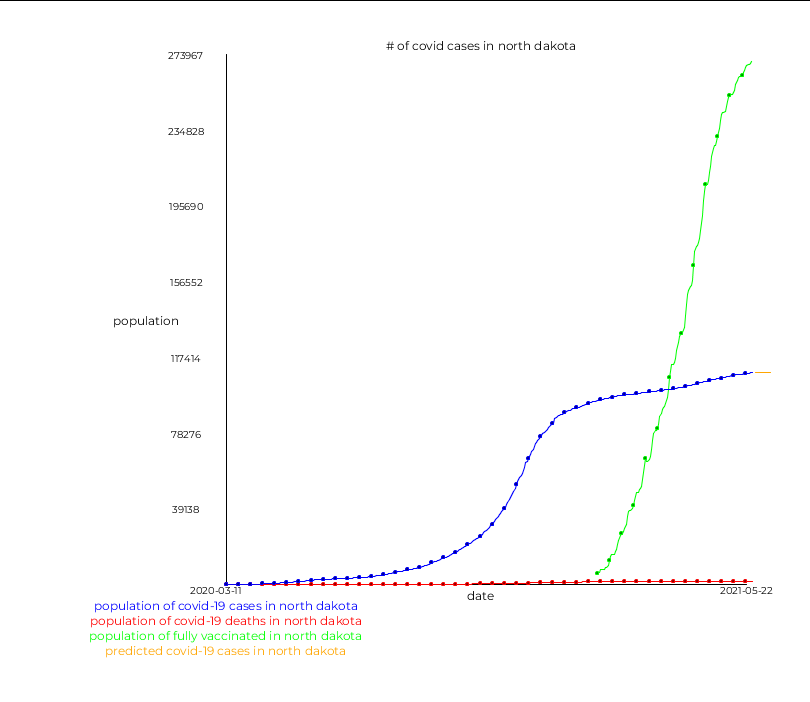 # of covid cases in north dakota
273967
234828
195690
156552
population
117414
78276
39138
2020-03-11
2021-05-22
date
population of covid-19 cases in north dakota
population of covid-19 deaths in north dakota
population of fully vaccinated in north dakota
predicted covid-19 cases in north dakota